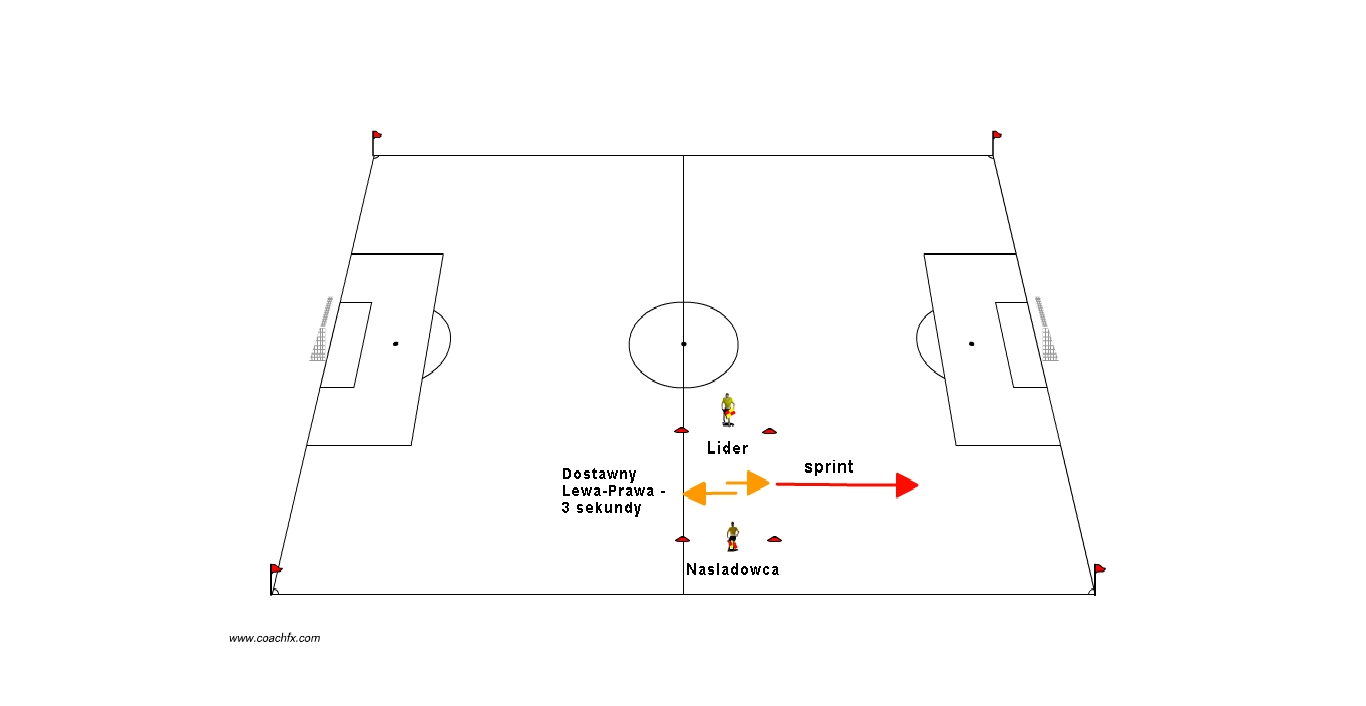 Lider
sprint
Dostawny
Lewa-Prawa -
3 sekundy
Nasladowca
www.coachfx.com